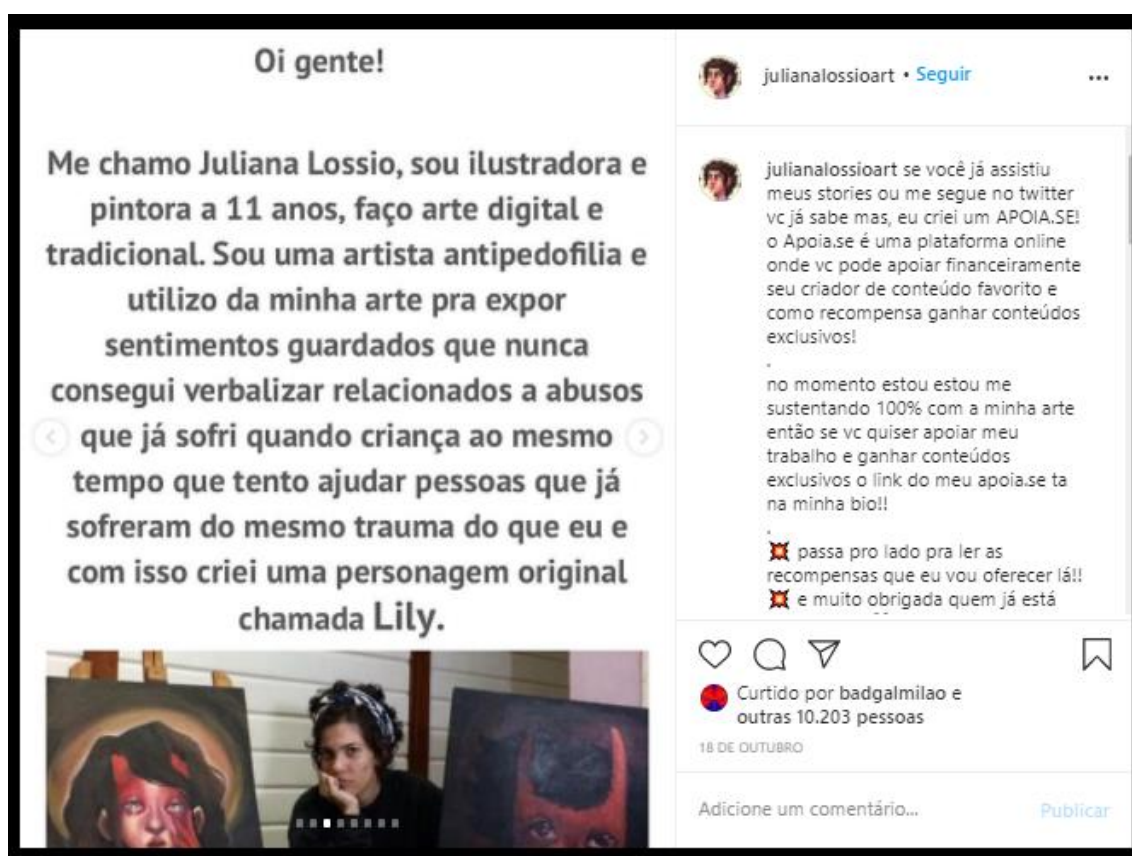 Oi gente!
Me chamo Juliana Lossio, sou ilustradora e
pintora a 11 anos, faço arte digital e
tradicional. Sou uma artista antipedofilia e
utilizo da minha arte pra expor
sentimentos guardados que nunca
consegui verbalizar relacionados a abusos
que já sofri quando criança ao mesmo
tempo que tento ajudar pessoas que já
sofreram do mesmo trauma do que eu e
com isso criei uma personagem original
chamada Lily.
julianalossioart • Seguir
julianalossioart se você já assistiu
meus stories ou me segue no twitter
vc já sabe mas, eu criei um APOIA.SE!
o Apoia.se é uma plataforma online
onde vc pode apoiar financeiramente
seu criador de conteúdo favorito e
como recompensa ganhar conteúdos
exclusivos!
.
no momento estou estou me
sustentando 100% com a minha arte
então se vc quiser apoiar meu
trabalho e ganhar conteúdos
exclusivos o link do meu apoia.se ta
na minha bio!!
.
💥 passa pro lado pra ler as
recompensas que eu vou oferecer lá!!
💥 e muito obrigada quem já está
Curtido por badgalmilao e
outras 10.203 pessoas
18 DE OUTUBRO
Adicione um comentário... Publicar